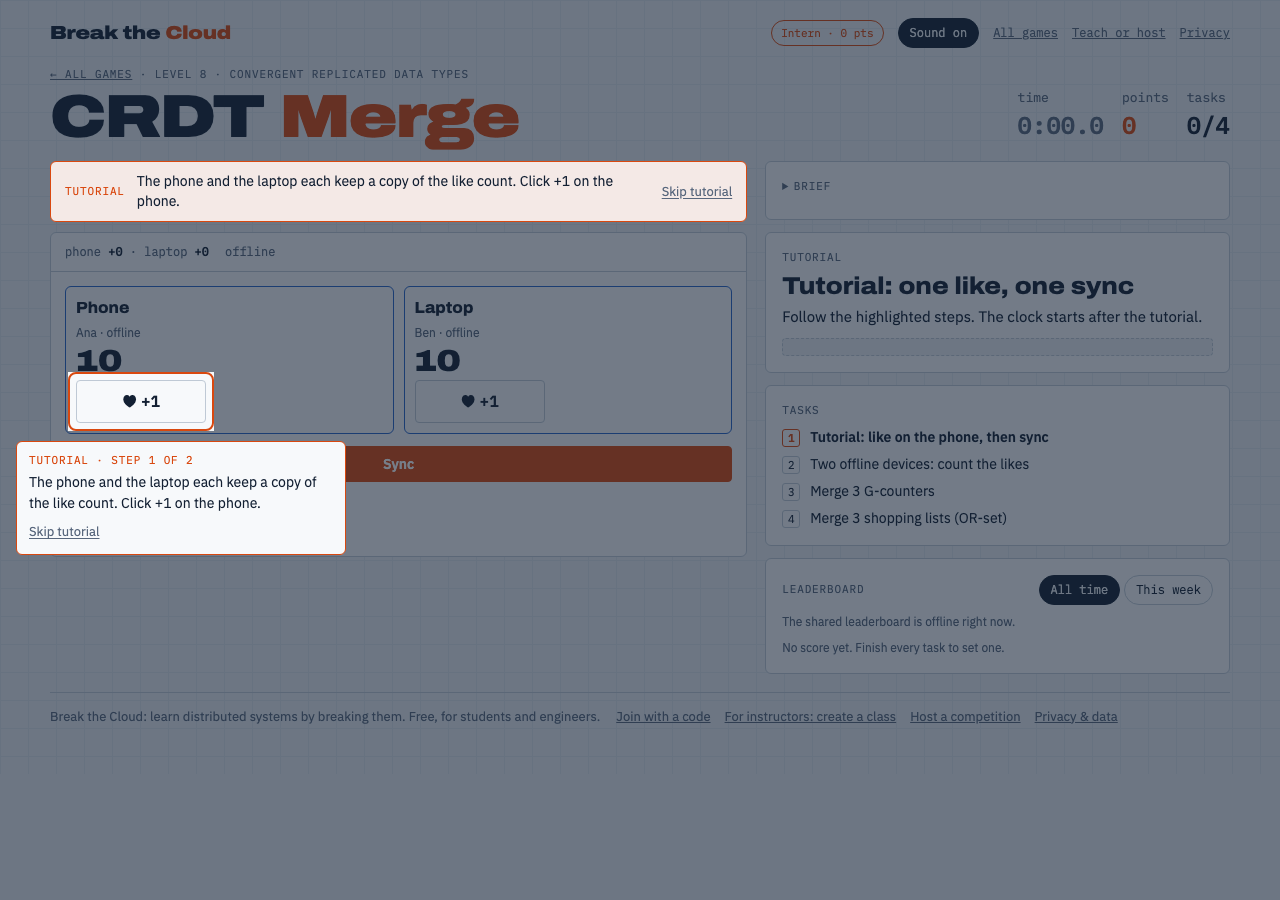 Break the Cloud
Intern · 0 pts
Sound on
All games
Teach or host
Privacy
← ALL GAMES · LEVEL 8 · CONVERGENT REPLICATED DATA TYPES
CRDT Merge
time
0:00.0
points
0
tasks
0/4
TUTORIAL
The phone and the laptop each keep a copy of the like count. Click +1 on the
phone.
Skip tutorial
phone +0 · laptop +0 offline
Phone
Ana · offline
10
♥ +1
Laptop
Ben · offline
10
♥ +1
Sync
TUTORIAL · STEP 1 OF 2
The phone and the laptop each keep a copy of
the like count. Click +1 on the phone.
Skip tutorial
▶ BRIEF
TUTORIAL
Tutorial: one like, one sync
Follow the highlighted steps. The clock starts after the tutorial.
TASKS
1 Tutorial: like on the phone, then sync
2 Two offline devices: count the likes
3 Merge 3 G-counters
4 Merge 3 shopping lists (OR-set)
LEADERBOARD
All time
This week
The shared leaderboard is offline right now.
No score yet. Finish every task to set one.
Break the Cloud: learn distributed systems by breaking them. Free, for students and engineers.
Join with a code
For instructors: create a class
Host a competition
Privacy & data